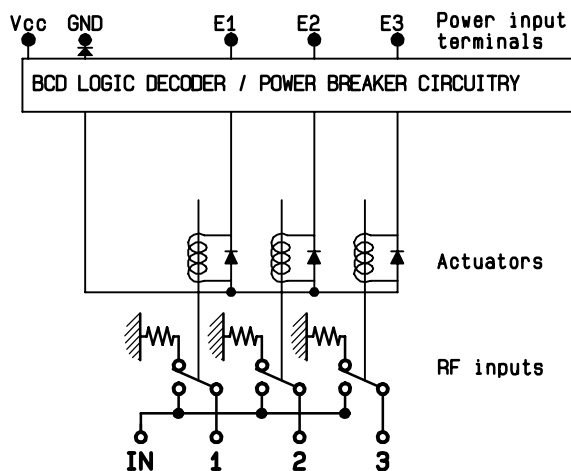 Vcc GND E1 E2 E3 Power input
terminals
BCD LOGIC DECODER / POWER BREAKER CIRCUITRY
Actuators
RF inputs
IN 1 2 3